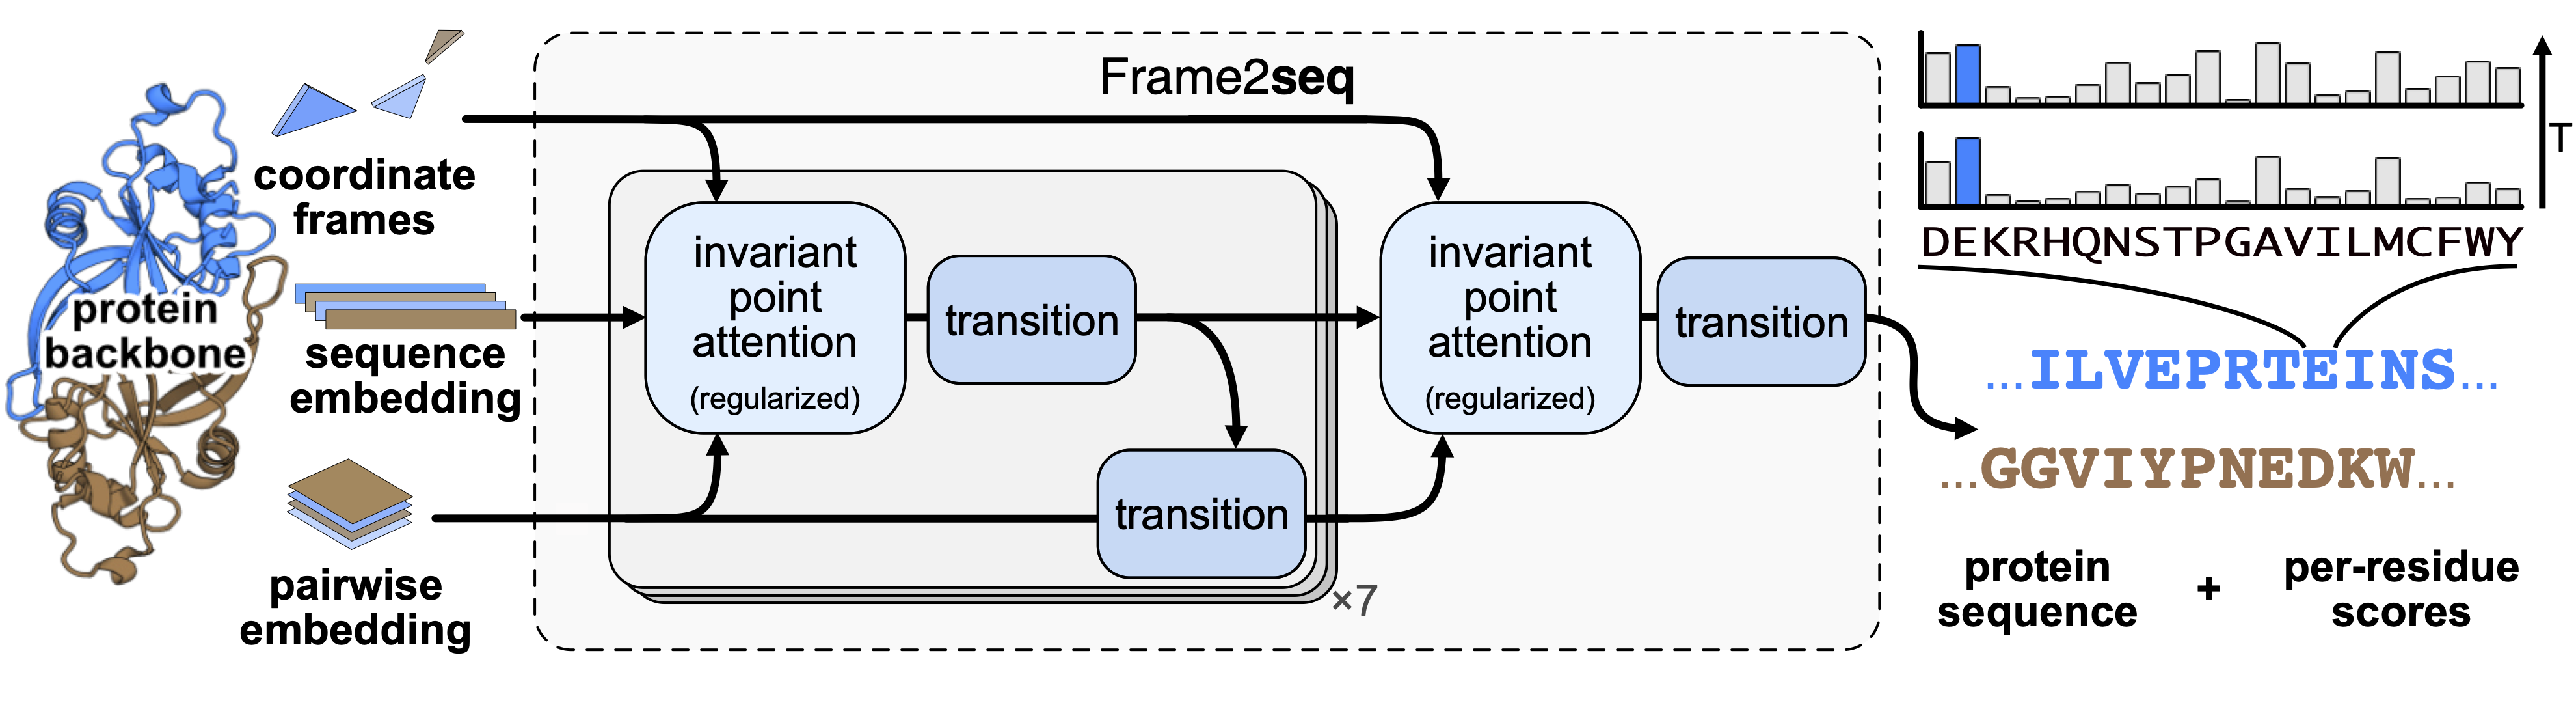 protein
backbone
coordinate
frames
sequence
embedding
pairwise
embedding
Frame2seq
invariant
point
attention
(regularized)
transition
transition
×7
invariant
point
attention
(regularized)
transition
T
DEKRHQNSTPGAVILMCFWY
...ILVEPRTEINS...
...GGVIYPNEDKW...
protein
sequence
+
per-residue
scores